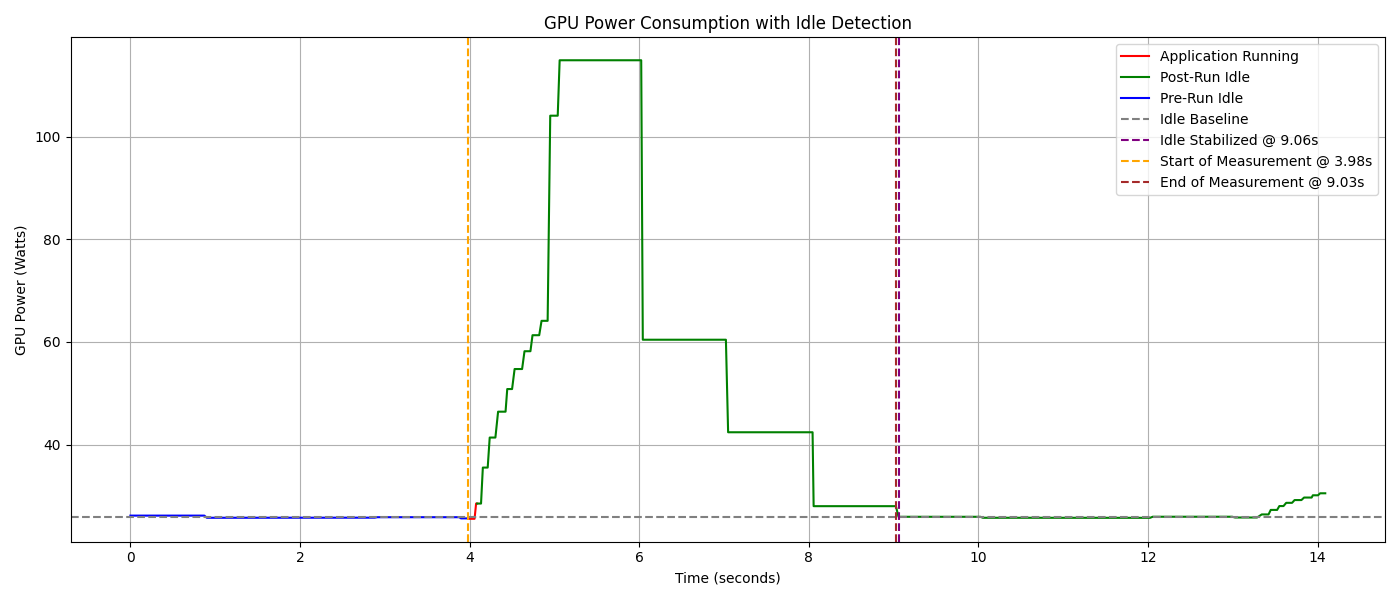 GPU Power Consumption with Idle Detection
Application Running
Post-Run Idle
Pre-Run Idle
Idle Baseline
Idle Stabilized @ 9.06s
Start of Measurement @ 3.98s
End of Measurement @ 9.03s
GPU Power (Watts)
100
80
60
40
0 2 4 6 8 10 12 14
Time (seconds)